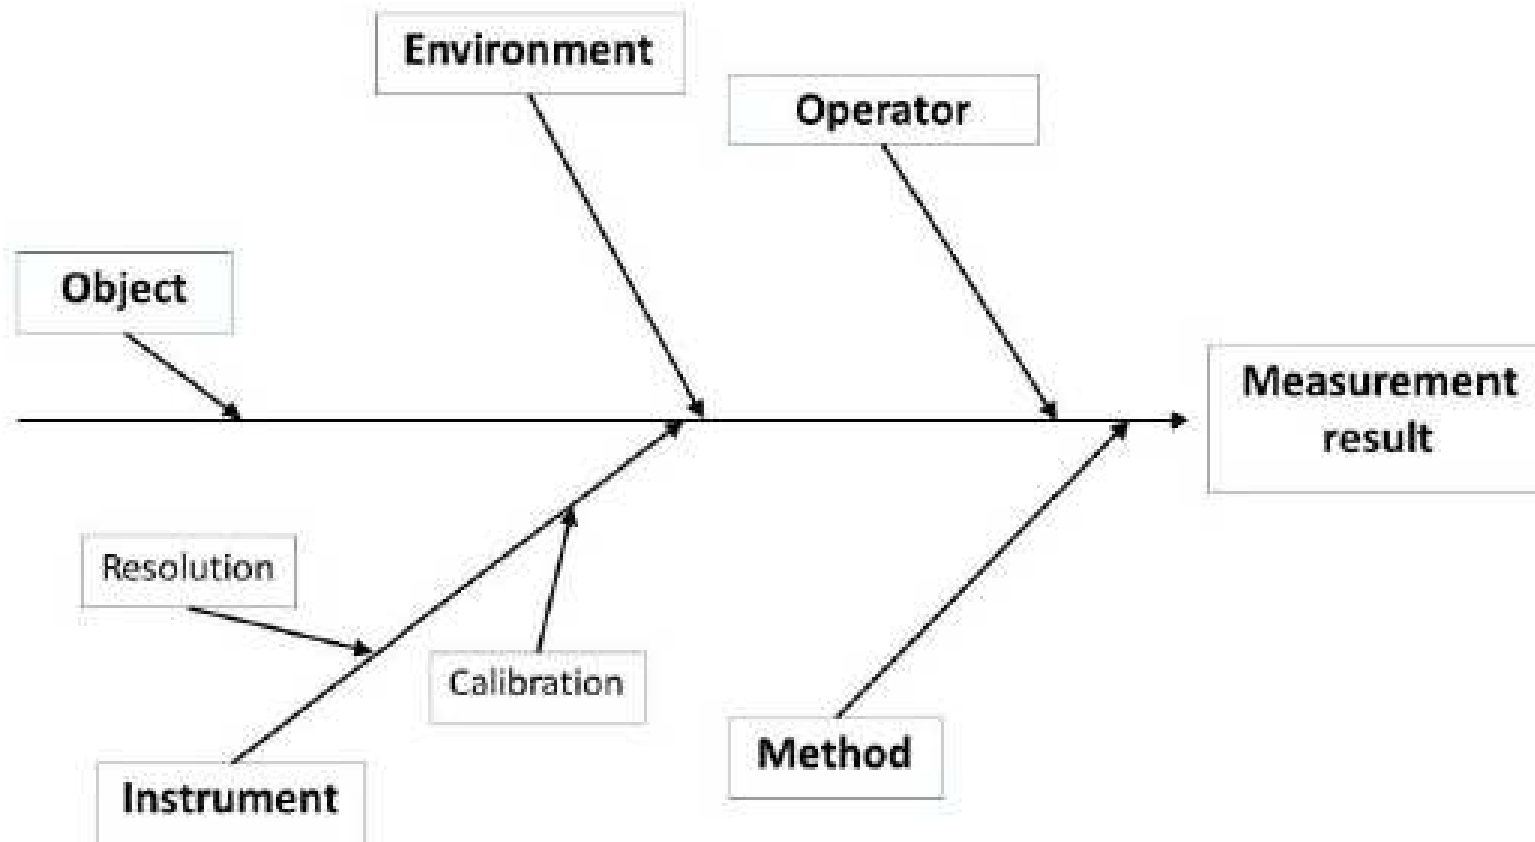 Environment
Operator
Object
Measurement
result
Resolution
Calibration
Method
Instrument